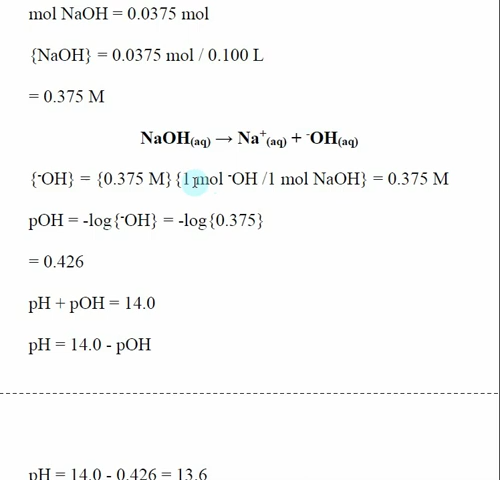 mol NaOH = 0.0375 mol
{NaOH} = 0.0375 mol / 0.100 L
= 0.375 M
NaOH(aq) → Na⁺(aq) + ⁻OH(aq)
{⁻OH} = {0.375 M}{1 mol ⁻OH /1 mol NaOH} = 0.375 M
pOH = -log{⁻OH} = -log{0.375}
= 0.426
pH + pOH = 14.0
pH = 14.0 - pOH
pH = 14.0 - 0.426 = 13.6